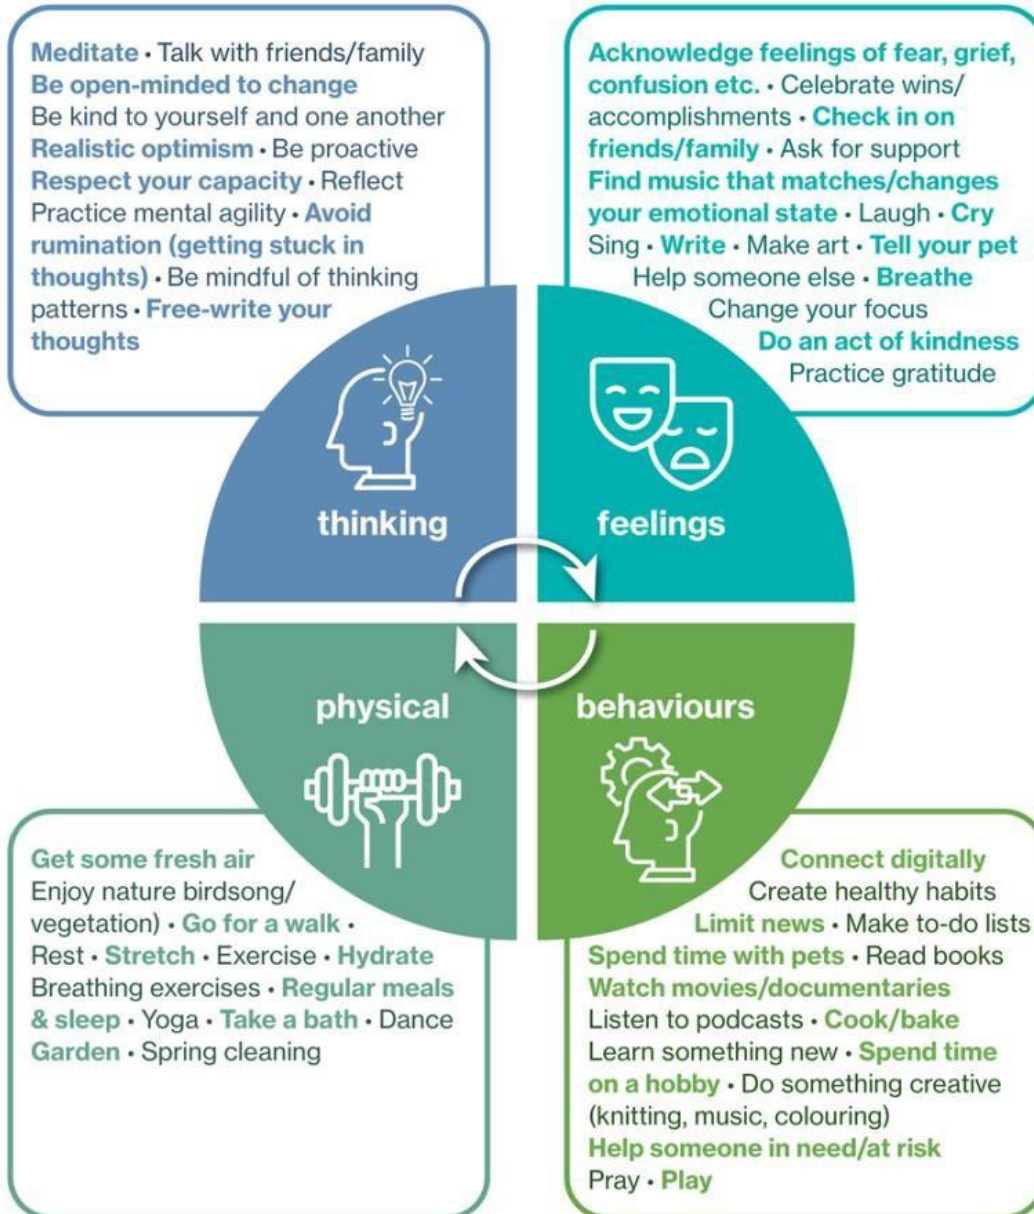 Meditate • Talk with friends/family
Be open-minded to change
Be kind to yourself and one another
Realistic optimism • Be proactive
Respect your capacity • Reflect
Practice mental agility • Avoid
rumination (getting stuck in
thoughts) • Be mindful of thinking
patterns • Free-write your
thoughts
Acknowledge feelings of fear, grief,
confusion etc. • Celebrate wins/
accomplishments • Check in on
friends/family • Ask for support
Find music that matches/changes
your emotional state • Laugh • Cry
Sing • Write • Make art • Tell your pet
Help someone else • Breathe
Change your focus
Do an act of kindness
Practice gratitude
thinking
feelings
physical
behaviours
Get some fresh air
Enjoy nature birdsong/
vegetation) • Go for a walk •
Rest • Stretch • Exercise • Hydrate
Breathing exercises • Regular meals
& sleep • Yoga • Take a bath • Dance
Garden • Spring cleaning
Connect digitally
Create healthy habits
Limit news • Make to-do lists
Spend time with pets • Read books
Watch movies/documentaries
Listen to podcasts • Cook/bake
Learn something new • Spend time
on a hobby • Do something creative
(knitting, music, colouring)
Help someone in need/at risk
Pray • Play